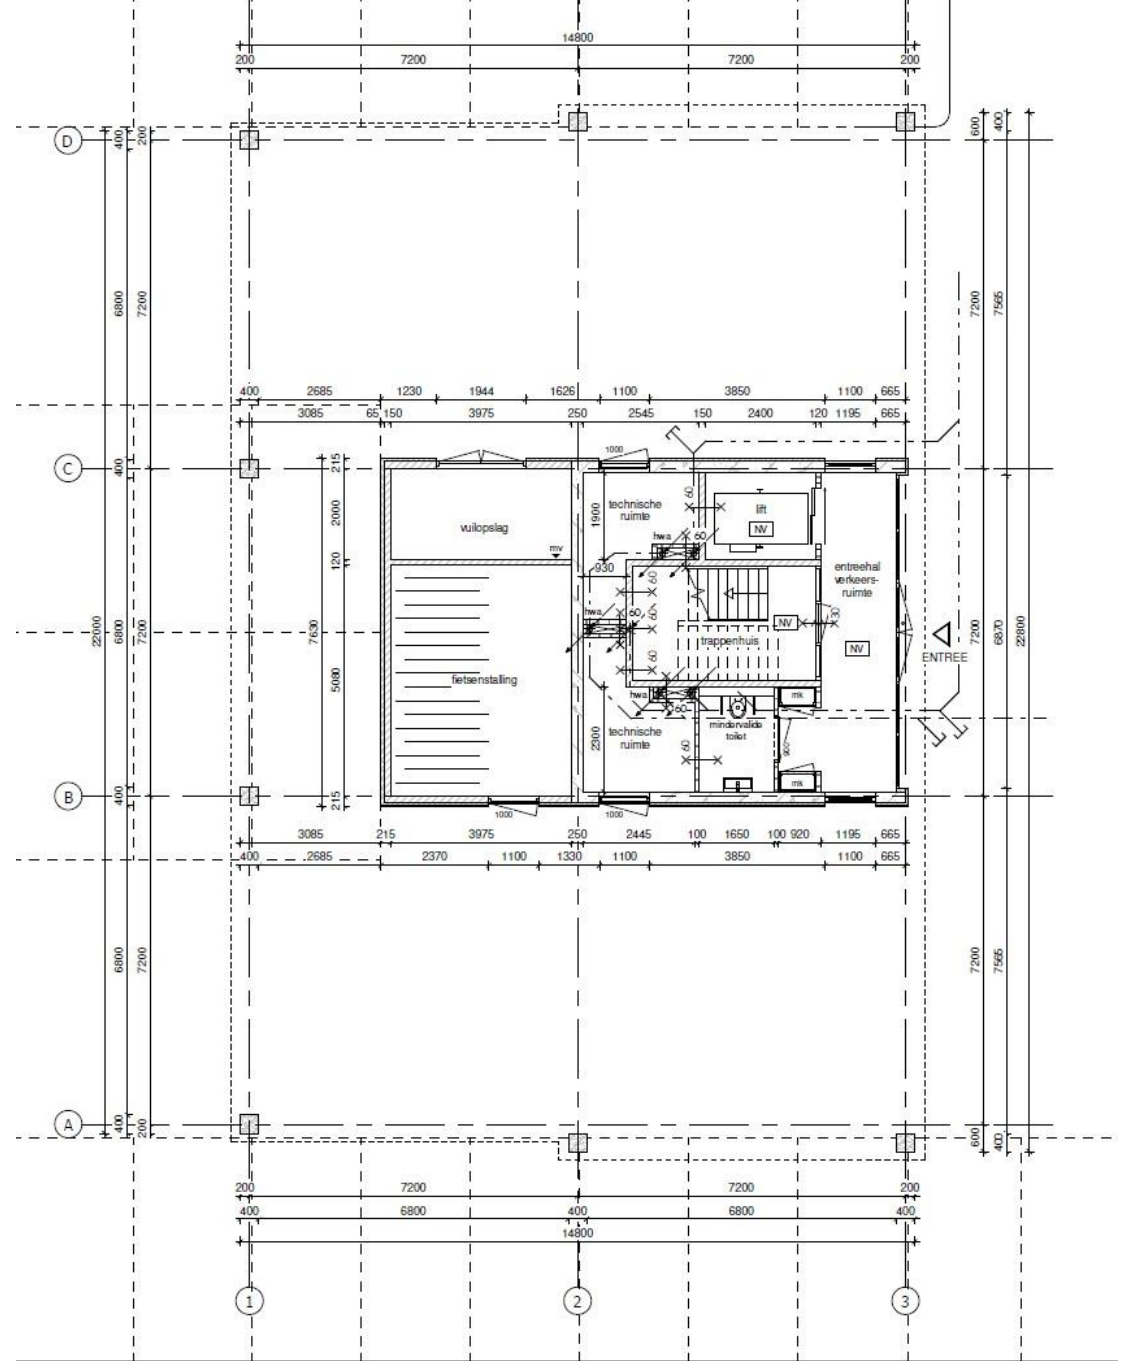 14800
200 7200 7200 200
D
400
200
600
400
6800
7200
7200
7565
400 2685 1230 1944 1626 1100 3850 1100 665
3085 65 150 3975 250 2545 150 2400 120 1195 665
1000
C
400
215
2000
120
5080
215
7630
22000
6800
7200
7200
6870
22800
vuilopslag
mv
1900
technische
ruimte
60
lift
NV
hwa
60
930
60
entreehal
verkeers-
ruimte
hwa
60
60
NV
30
trappenhuis
NV
ENTREE
60
fietsenstalling
hwa
60
mk
mindervalide
toilet
2300
technische
ruimte
60
900
mk
B
400
1000
1000
3085 215 3975 250 2445 100 1650 100 920 1195 665
400 2685 2370 1100 1330 1100 3850 1100 665
6800
7200
7200
7565
A
400
200
600
400
200 7200 7200 200
400 6800 400 6800 400
14800
1 2 3